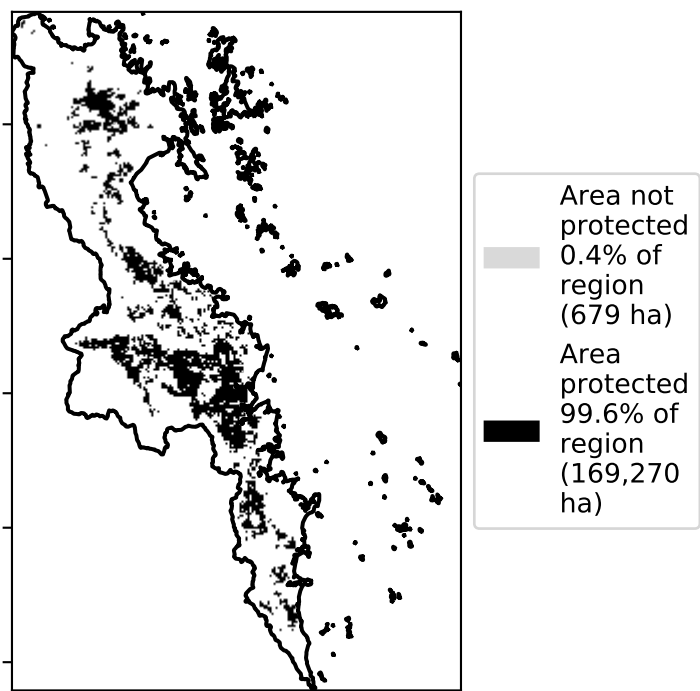 Area not
protected
0.4% of
region
(679 ha)
Area
protected
99.6% of
region
(169,270
ha)